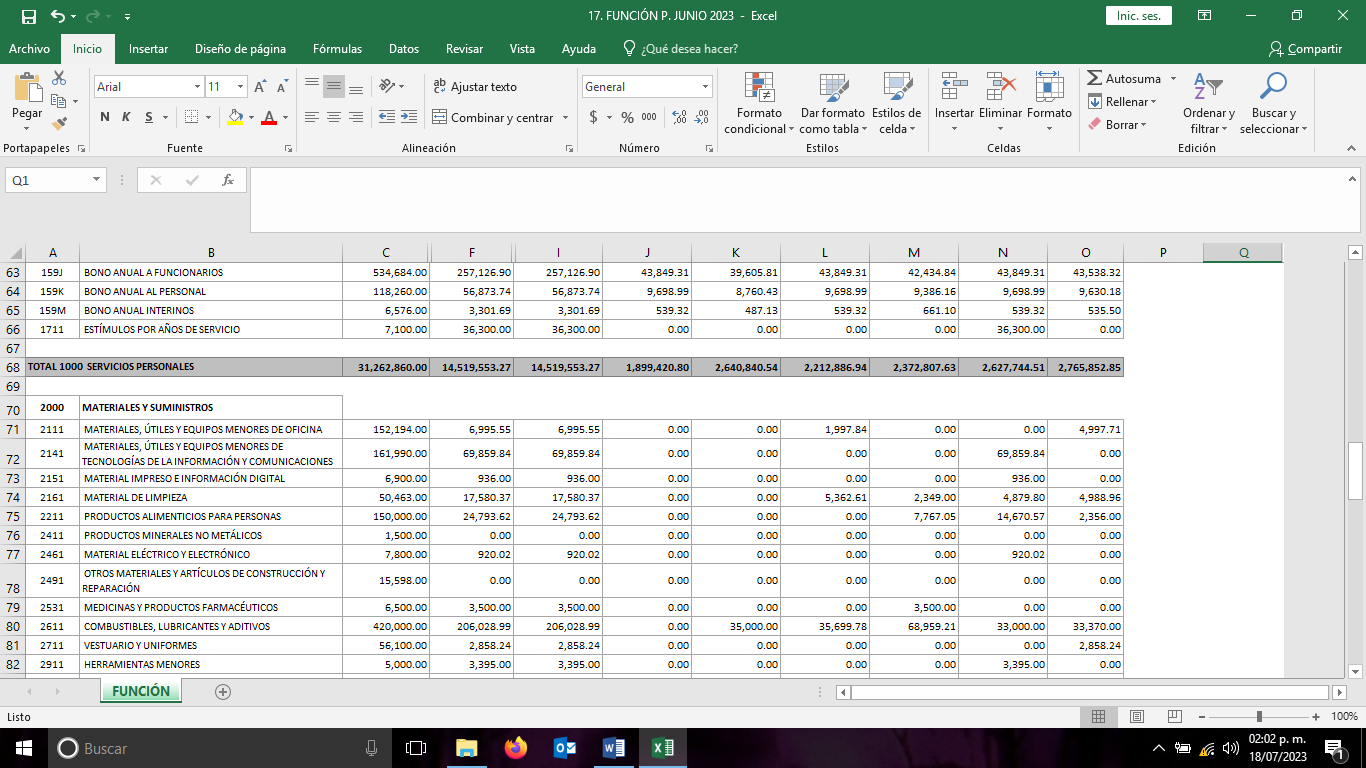 17. FUNCIÓN P. JUNIO 2023 - Excel
Inic. ses.
Archivo Inicio Insertar Diseño de página Fórmulas Datos Revisar Vista Ayuda ¿Qué desea hacer? Compartir
Pegar
Arial 11
N K S
Ajustar texto
Combinar y centrar
General
$ % 000
Formato condicional
Dar formato como tabla
Estilos de celda
Insertar Eliminar Formato
Autosuma
Rellenar
Borrar
Ordenar y filtrar
Buscar y seleccionar
Portapapeles Fuente Alineación Número Estilos Celdas Edición
Q1 fx
A B C F I J K L M N O P Q
63 159J BONO ANUAL A FUNCIONARIOS 534,684.00 257,126.90 257,126.90 43,849.31 39,605.81 43,849.31 42,434.84 43,849.31 43,538.32
64 159K BONO ANUAL AL PERSONAL 118,260.00 56,873.74 56,873.74 9,698.99 8,760.43 9,698.99 9,386.16 9,698.99 9,630.18
65 159M BONO ANUAL INTERINOS 6,576.00 3,301.69 3,301.69 539.32 487.13 539.32 661.10 539.32 535.50
66 1711 ESTÍMULOS POR AÑOS DE SERVICIO 7,100.00 36,300.00 36,300.00 0.00 0.00 0.00 0.00 36,300.00 0.00
67
68 TOTAL 1000 SERVICIOS PERSONALES 31,262,860.00 14,519,553.27 14,519,553.27 1,899,420.80 2,640,840.54 2,212,886.94 2,372,807.63 2,627,744.51 2,765,852.85
69
70 2000 MATERIALES Y SUMINISTROS
71 2111 MATERIALES, ÚTILES Y EQUIPOS MENORES DE OFICINA 152,194.00 6,995.55 6,995.55 0.00 0.00 1,997.84 0.00 0.00 4,997.71
72 2141 MATERIALES, ÚTILES Y EQUIPOS MENORES DE
TECNOLOGÍAS DE LA INFORMACIÓN Y COMUNICACIONES 161,990.00 69,859.84 69,859.84 0.00 0.00 0.00 0.00 69,859.84 0.00
73 2151 MATERIAL IMPRESO E INFORMACIÓN DIGITAL 6,900.00 936.00 936.00 0.00 0.00 0.00 0.00 936.00 0.00
74 2161 MATERIAL DE LIMPIEZA 50,463.00 17,580.37 17,580.37 0.00 0.00 5,362.61 2,349.00 4,879.80 4,988.96
75 2211 PRODUCTOS ALIMENTICIOS PARA PERSONAS 150,000.00 24,793.62 24,793.62 0.00 0.00 0.00 7,767.05 14,670.57 2,356.00
76 2411 PRODUCTOS MINERALES NO METÁLICOS 1,500.00 0.00 0.00 0.00 0.00 0.00 0.00 0.00 0.00
77 2461 MATERIAL ELÉCTRICO Y ELECTRÓNICO 7,800.00 920.02 920.02 0.00 0.00 0.00 0.00 920.02 0.00
78 2491 OTROS MATERIALES Y ARTÍCULOS DE CONSTRUCCIÓN Y
REPARACIÓN 15,598.00 0.00 0.00 0.00 0.00 0.00 0.00 0.00 0.00
79 2531 MEDICINAS Y PRODUCTOS FARMACÉUTICOS 6,500.00 3,500.00 3,500.00 0.00 0.00 0.00 3,500.00 0.00 0.00
80 2611 COMBUSTIBLES, LUBRICANTES Y ADITIVOS 420,000.00 206,028.99 206,028.99 0.00 35,000.00 35,699.78 68,959.21 33,000.00 33,370.00
81 2711 VESTUARIO Y UNIFORMES 56,100.00 2,858.24 2,858.24 0.00 0.00 0.00 0.00 0.00 2,858.24
82 2911 HERRAMIENTAS MENORES 5,000.00 3,395.00 3,395.00 0.00 0.00 0.00 0.00 3,395.00 0.00
FUNCIÓN
Listo
100%
Buscar
02:02 p. m.
18/07/2023
1